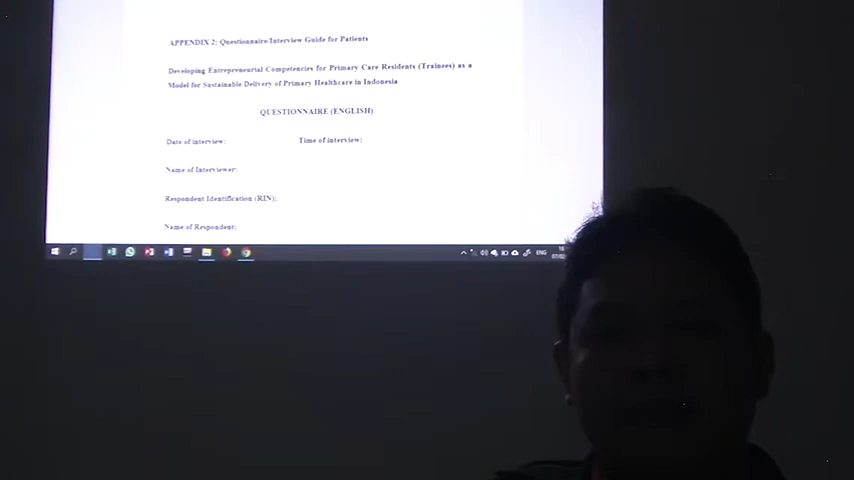 APPENDIX 2: Questionnaire/Interview Guide for Patients
Developing Entrepreneurial Competencies for Primary Care Residents (Trainees) as a
Model for Sustainable Delivery of Primary Healthcare in Indonesia
QUESTIONNAIRE (ENGLISH)
Date of interview: Time of interview:
Name of Interviewer:
Respondent Identification (RIN):
Name of Respondent:
ENG